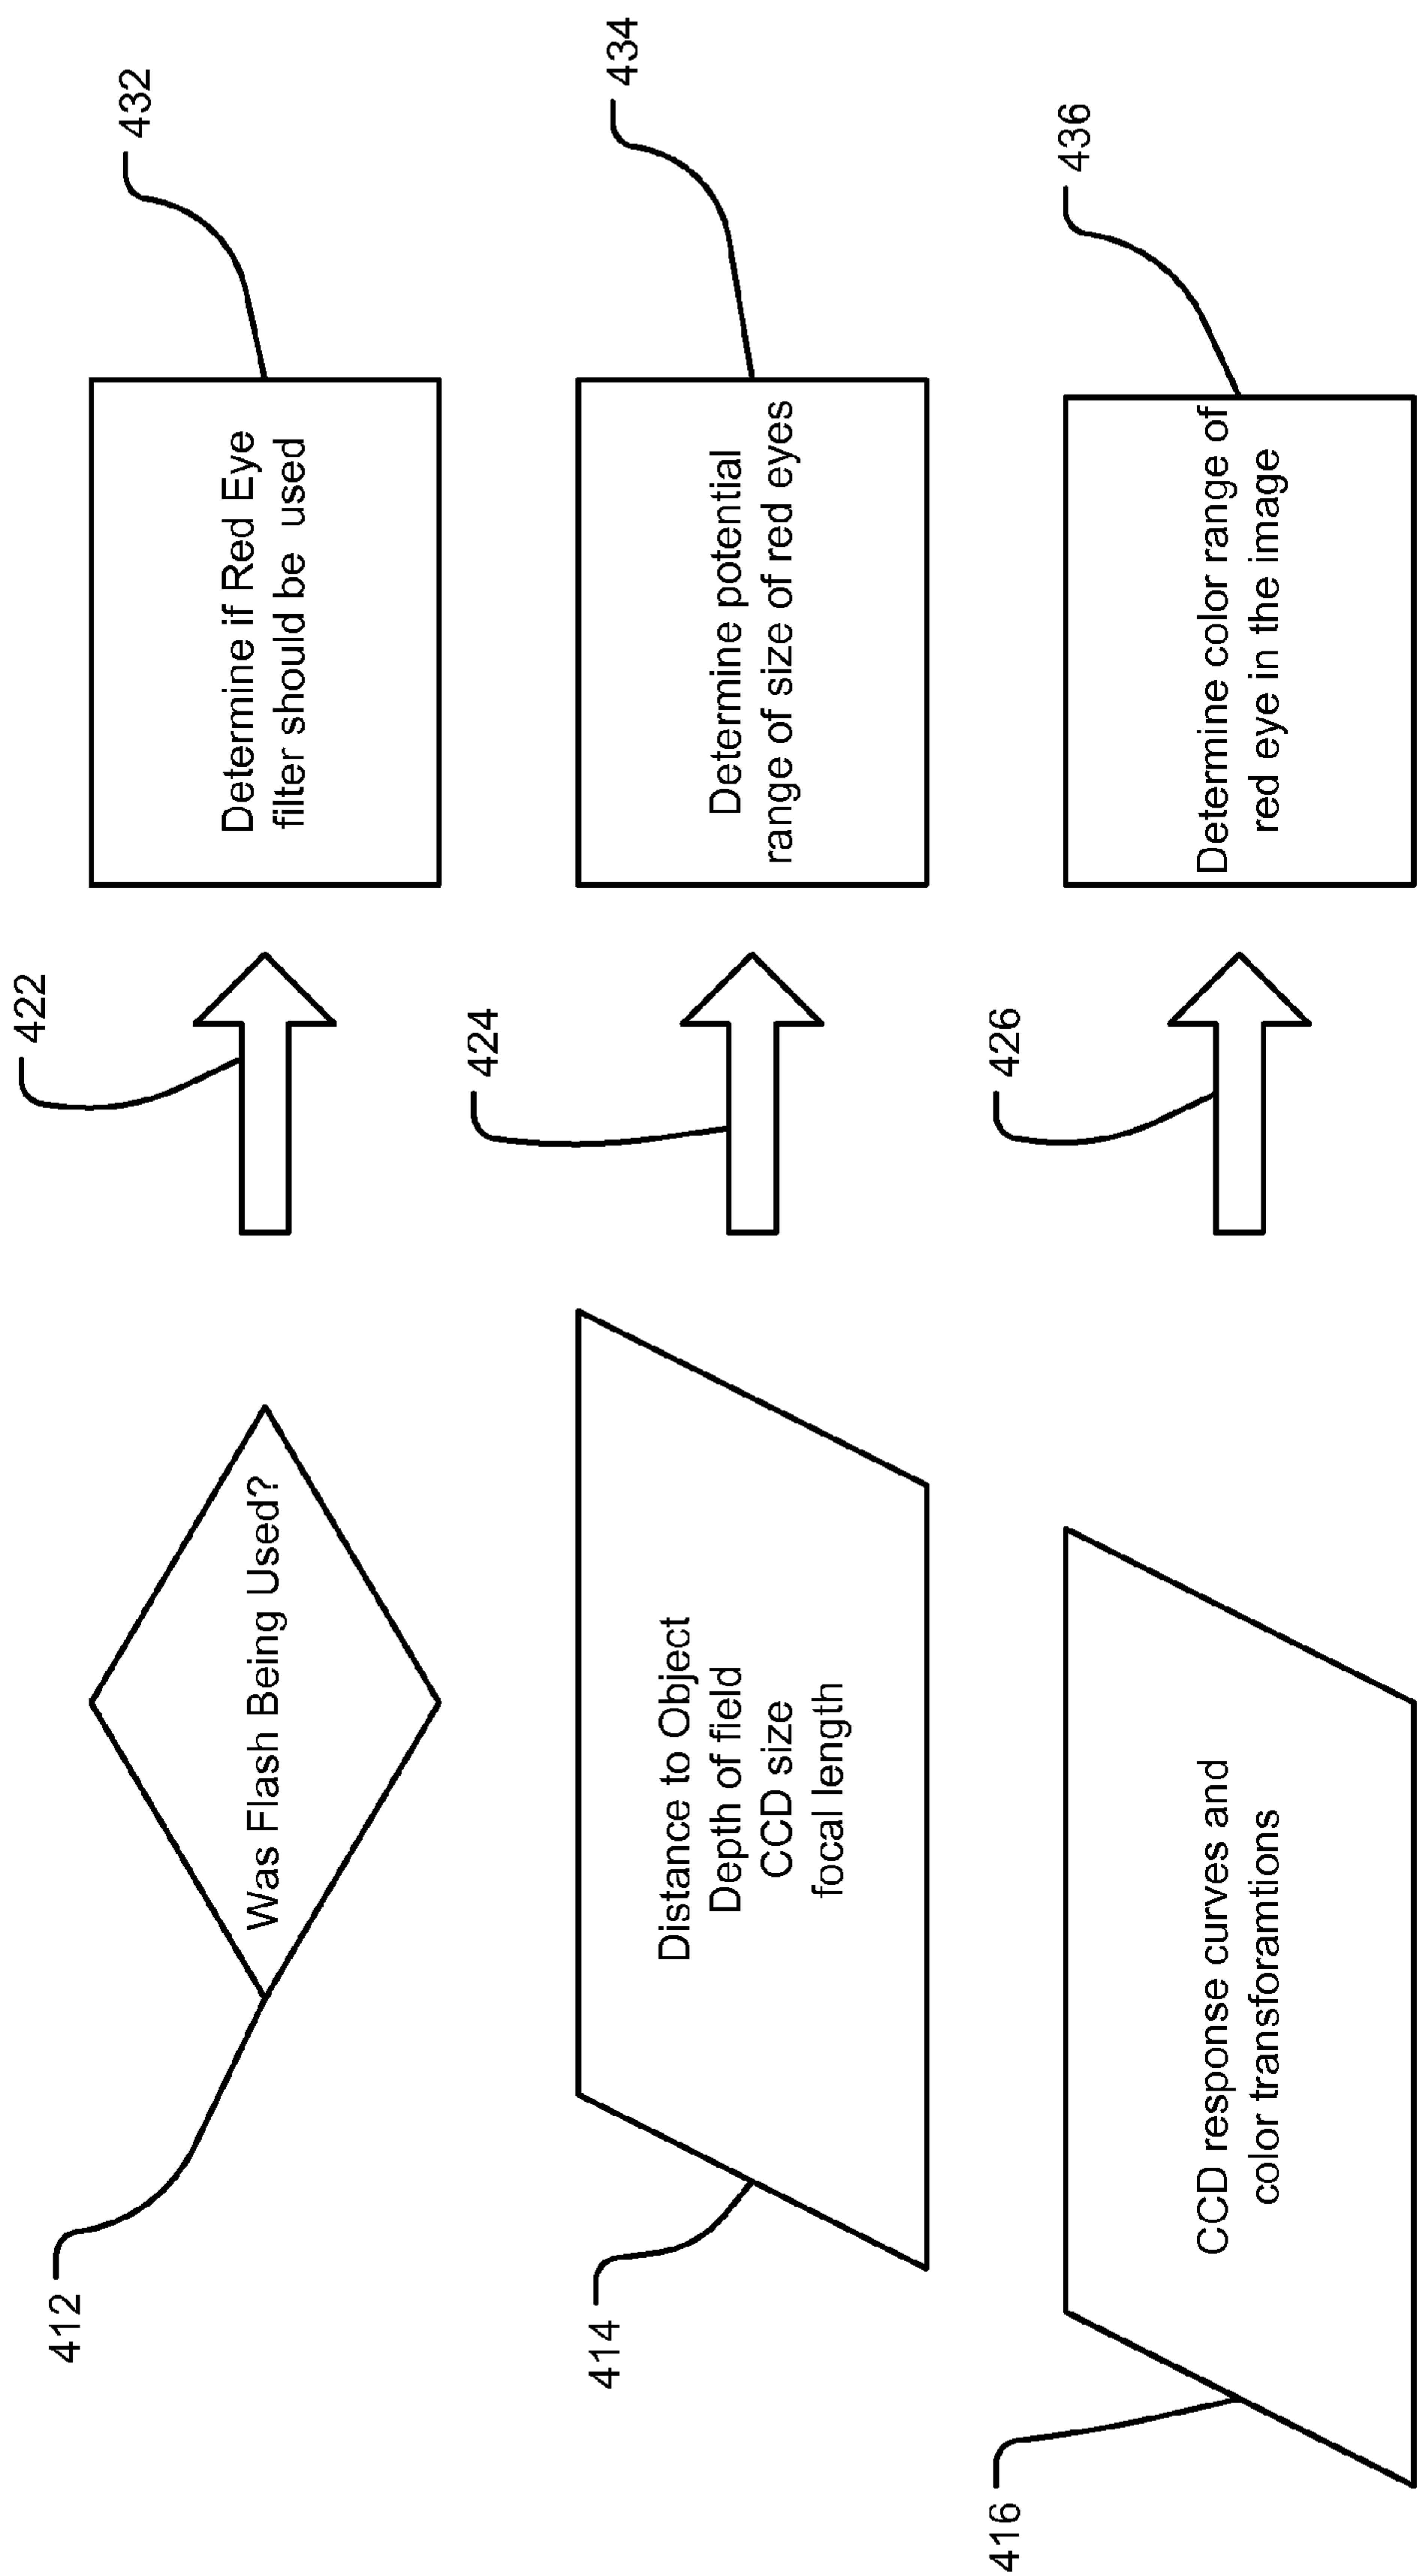 412
Was Flash Being Used?
422
Determine if Red Eye
filter should be used
432
414
Distance to Object
Depth of field
CCD size
focal length
424
Determine potential
range of size of red eyes
434
416
CCD response curves and
color transforamtions
426
Determine color range of
red eye in the image
436